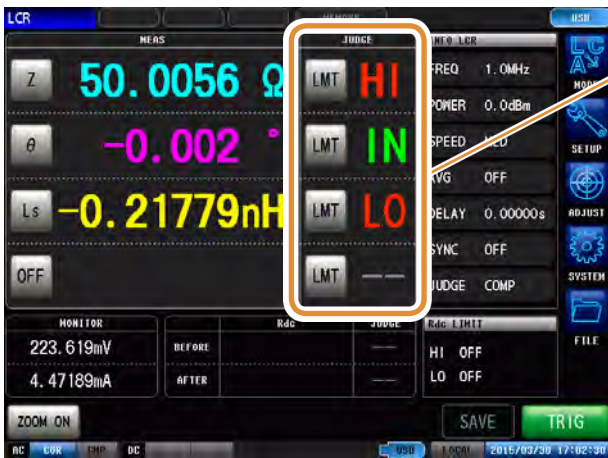 LCR
MEMORY
USB
MEAS
JUDGE
INFO LCR
LC
MODE
Z 50.0056 Ω LMT HI
FREQ 1.0MHz
POWER 0.0dBm
θ -0.002 ° LMT IN
SPEED MED
SETUP
AVG OFF
Ls -0.21779nH LMT LO
DELAY 0.00000s
ADJUST
SYNC OFF
OFF LMT --
JUDGE COMP
SYSTEM
MONITOR
Rdc
JUDGE
Rdc LIMIT
223.619mV
BEFORE ---
HI OFF
FILE
4.47189mA
AFTER ---
LO OFF
ZOOM ON
SAVE
TRIG
AC COR CMP DC USB LOCAL 2015/03/30 17:02:30